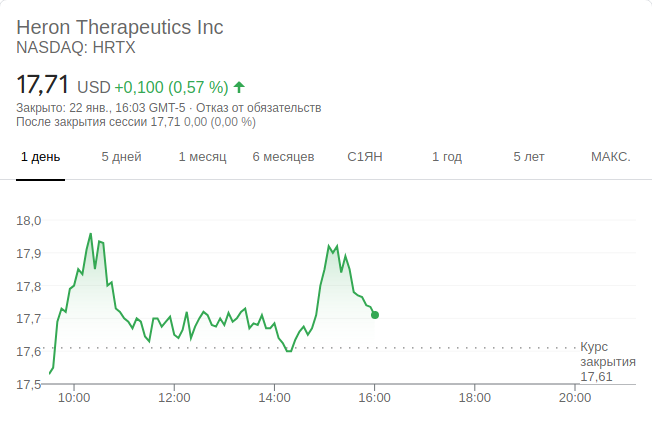 Heron Therapeutics Inc
NASDAQ: HRTX
17,71 USD +0,100 (0,57 %)
Закрыто: 22 янв., 16:03 GMT-5 · Отказ от обязательств
После закрытия сессии 17,71 0,00 (0,00 %)
1 день 5 дней 1 месяц 6 месяцев С1ЯН 1 год 5 лет МАКС.
18,0
17,9
17,8
17,7
17,6
Курс
закрытия
17,61
17,5
10:00 12:00 14:00 16:00 18:00 20:00